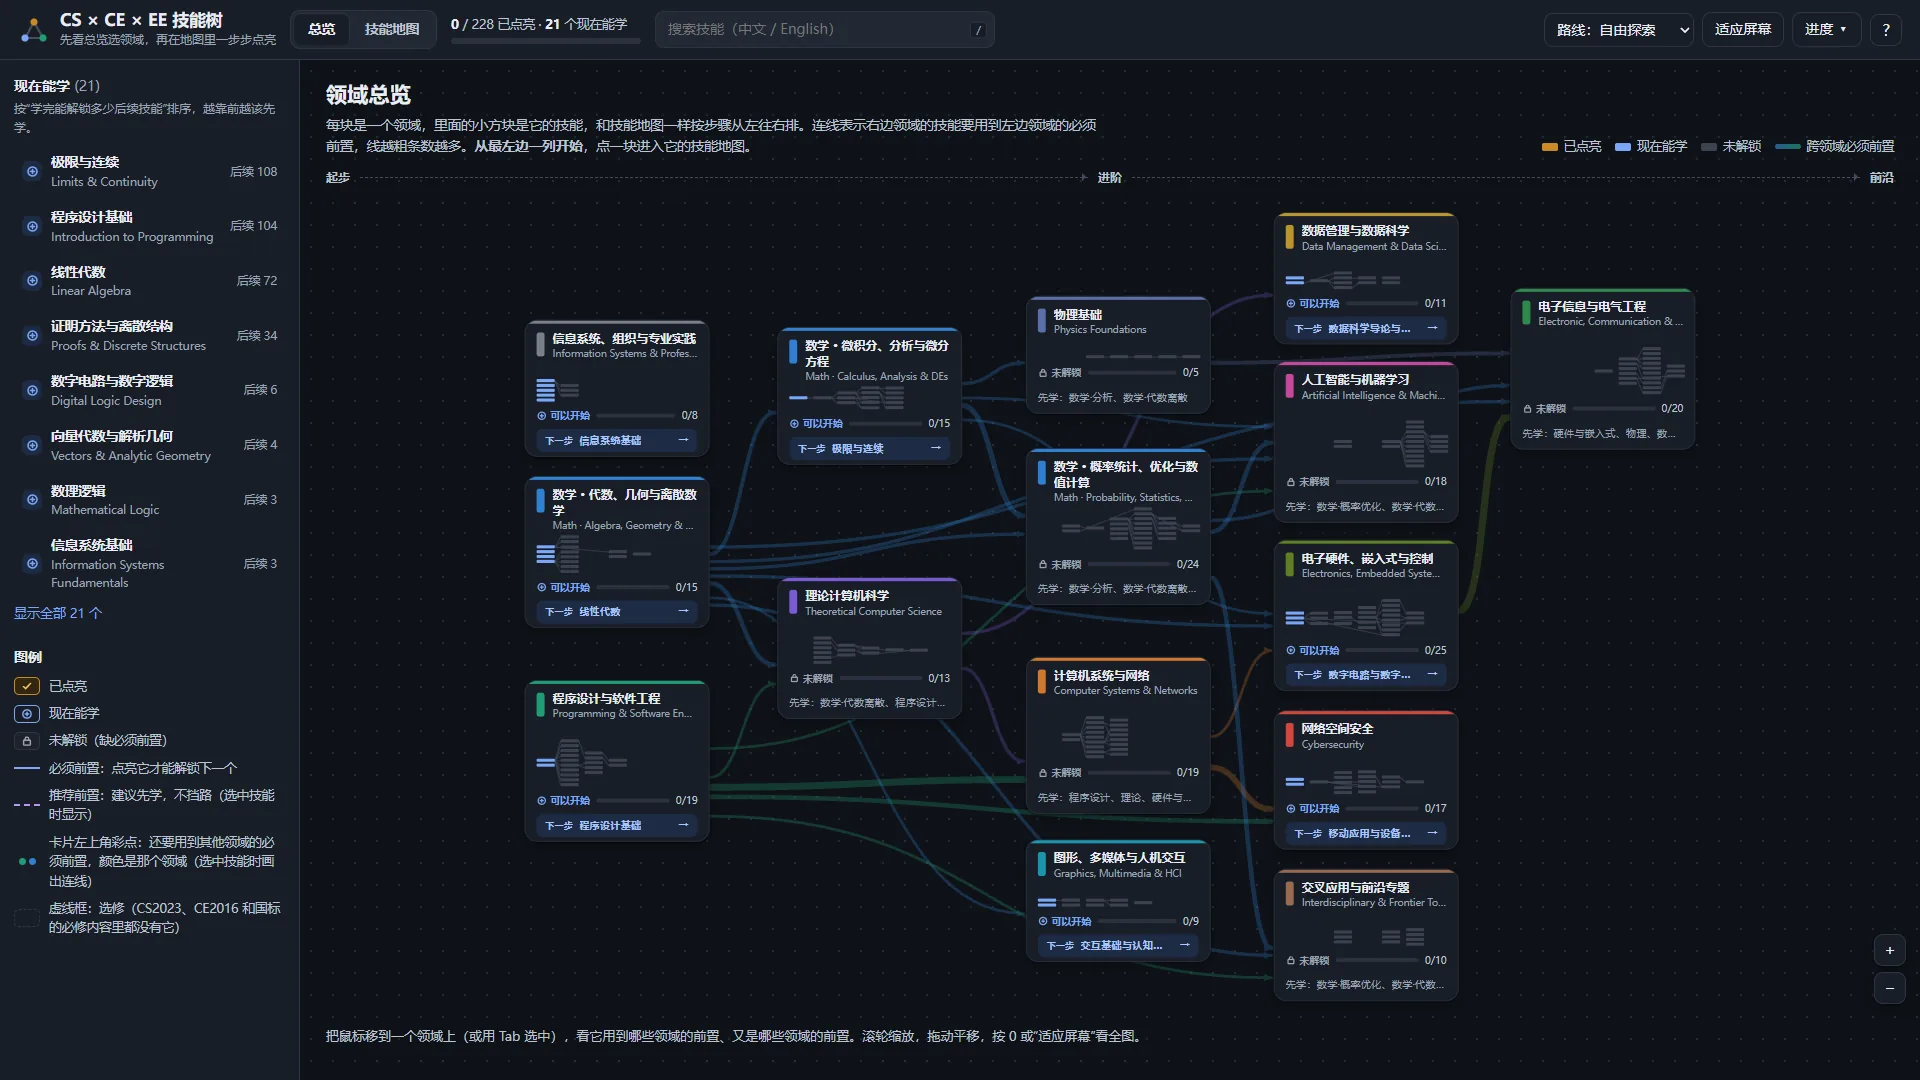 CS × CE × EE 技能树
先看总览选领域，再在地图里一步步点亮
总览
技能地图
0 / 228 已点亮 · 21 个现在能学
搜索技能（中文 / English）
/
路线：自由探索
适应屏幕
进度 ▾
?
现在能学 (21)
按“学完能解锁多少后续技能”排序，越靠前越该先
学。
极限与连续
Limits & Continuity
后续 108
程序设计基础
Introduction to Programming
后续 104
线性代数
Linear Algebra
后续 72
证明方法与离散结构
Proofs & Discrete Structures
后续 34
数字电路与数字逻辑
Digital Logic Design
后续 6
向量代数与解析几何
Vectors & Analytic Geometry
后续 4
数理逻辑
Mathematical Logic
后续 3
信息系统基础
Information Systems
Fundamentals
后续 3
显示全部 21 个
图例
已点亮
现在能学
未解锁（缺必须前置）
必须前置：点亮它才能解锁下一个
推荐前置：建议先学，不挡路（选中技能
时显示）
卡片左上角彩点：还要用到其他领域的必
须前置，颜色是那个领域（选中技能时画
出连线）
虚线框：选修（CS2023、CE2016 和国标
的必修内容里都没有它）
领域总览
每块是一个领域，里面的小方块是它的技能，和技能地图一样按步骤从左往右排。连线表示右边领域的技能要用到左边领域的必须
前置，线越粗条数越多。从最左边一列开始，点一块进入它的技能地图。
已点亮
现在能学
未解锁
跨领域必须前置
起步
进阶
前沿
信息系统、组织与专业实践
Information Systems & Profes...
可以开始
0/8
下一步 信息系统基础 →
数学 · 代数、几何与离散数
学
Math · Algebra, Geometry & ...
可以开始
0/15
下一步 线性代数 →
程序设计与软件工程
Programming & Software En...
可以开始
0/19
下一步 程序设计基础 →
数学 · 微积分、分析与微分
方程
Math · Calculus, Analysis & DEs
可以开始
0/15
下一步 极限与连续 →
理论计算机科学
Theoretical Computer Science
未解锁
0/13
先学：数学·代数离散、程序设计...
物理基础
Physics Foundations
未解锁
0/5
先学：数学·分析、数学·代数离散
数学 · 概率统计、优化与数
值计算
Math · Probability, Statistics, ...
未解锁
0/24
先学：数学·分析、数学·代数离散...
计算机系统与网络
Computer Systems & Networks
未解锁
0/19
先学：程序设计、理论、硬件与...
图形、多媒体与人机交互
Graphics, Multimedia & HCI
可以开始
0/9
下一步 交互基础与认知... →
数据管理与数据科学
Data Management & Data Sci...
可以开始
0/11
下一步 数据科学导论与... →
人工智能与机器学习
Artificial Intelligence & Machi...
未解锁
0/18
先学：数学·概率优化、数学·代数...
电子硬件、嵌入式与控制
Electronics, Embedded Syste...
可以开始
0/25
下一步 数字电路与数字... →
网络空间安全
Cybersecurity
可以开始
0/17
下一步 移动应用与设备... →
交叉应用与前沿专题
Interdisciplinary & Frontier To...
未解锁
0/10
先学：数学·概率优化、数学·代数...
电子信息与电气工程
Electronic, Communication & ...
未解锁
0/20
先学：硬件与嵌入式、物理、数...
把鼠标移到一个领域上（或用 Tab 选中），看它用到哪些领域的前置、又是哪些领域的前置。滚轮缩放，拖动平移，按 0 或“适应屏幕”看全图。
+
−